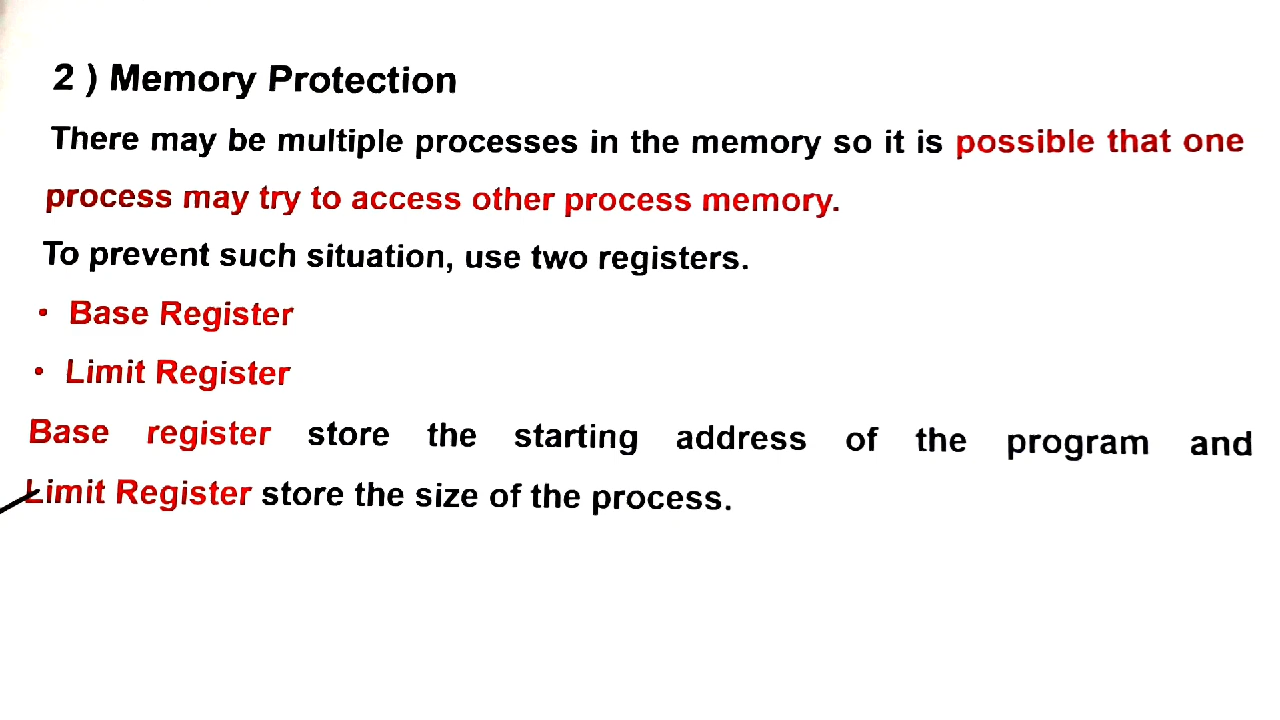 2 ) Memory Protection
There may be multiple processes in the memory so it is possible that one
process may try to access other process memory.
To prevent such situation, use two registers.
• Base Register
• Limit Register
Base register store the starting address of the program and
Limit Register store the size of the process.